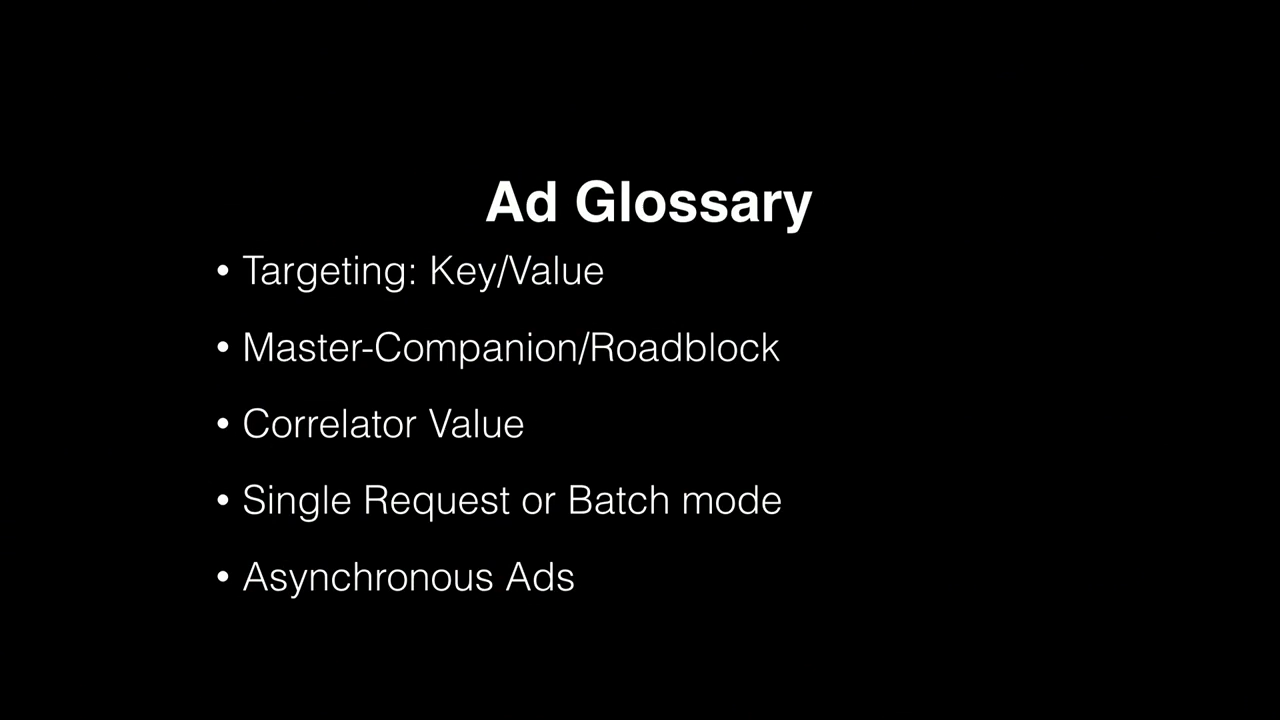 Ad Glossary
• Targeting: Key/Value
• Master-Companion/Roadblock
• Correlator Value
• Single Request or Batch mode
• Asynchronous Ads